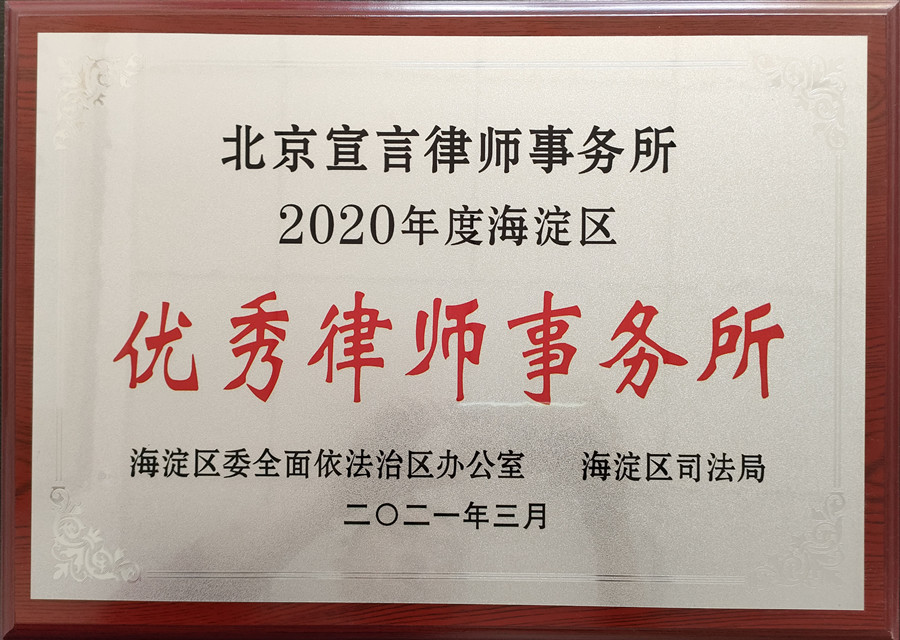 北京宣言律师事务所
2020年度海淀区
优秀律师事务所
海淀区委全面依法治区办公室 海淀区司法局
二〇二一年三月